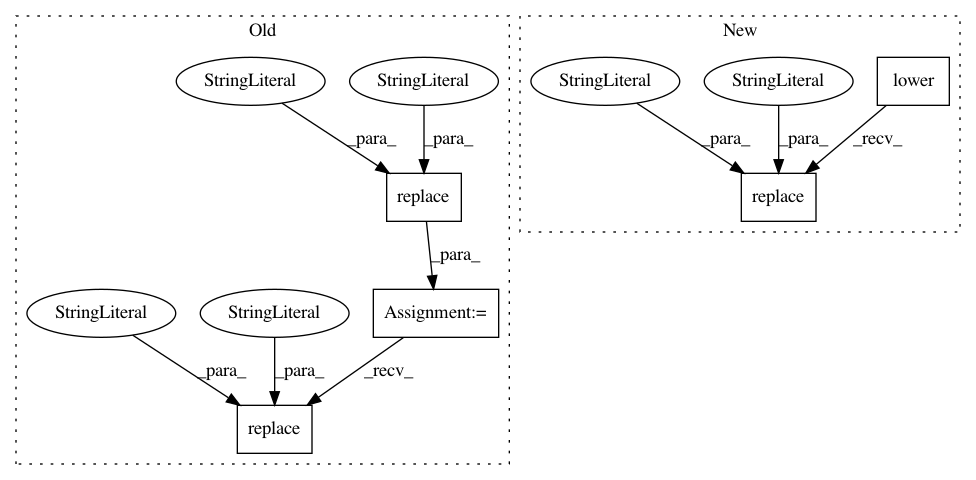 Old
New
StringLiteral
StringLiteral
StringLiteral
StringLiteral
lower
_para_
_para_
_para_
_para_
_recv_
replace
replace
_para_
StringLiteral
StringLiteral
Assignment:=
_para_
_para_
_recv_
replace